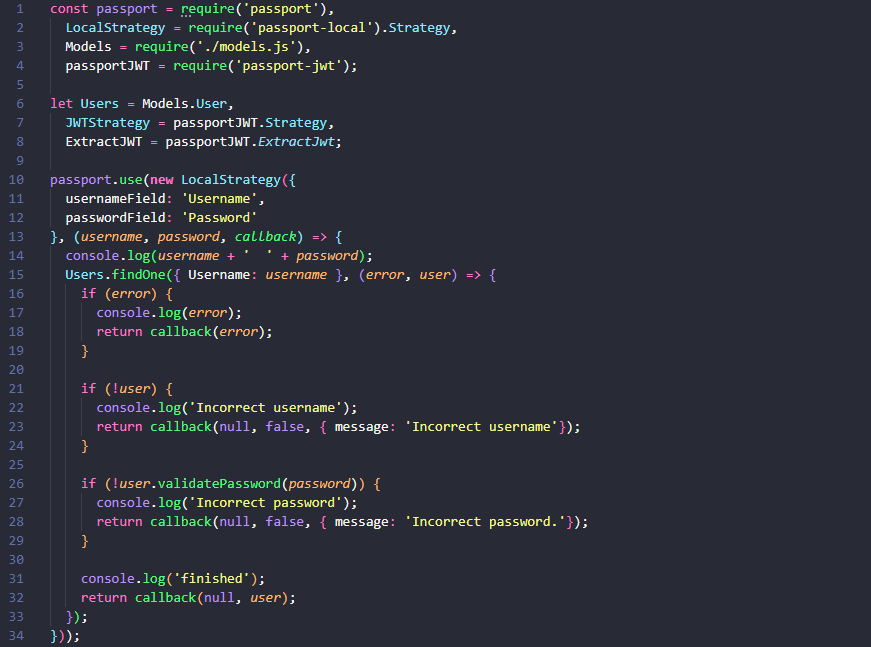 1 const passport = require('passport'),
2   LocalStrategy = require('passport-local').Strategy,
3   Models = require('./models.js'),
4   passportJWT = require('passport-jwt');
5
6 let Users = Models.User,
7   JWTStrategy = passportJWT.Strategy,
8   ExtractJWT = passportJWT.ExtractJwt;
9
10 passport.use(new LocalStrategy({
11   usernameField: 'Username',
12   passwordField: 'Password'
13 }, (username, password, callback) => {
14   console.log(username + '  ' + password);
15   Users.findOne({ Username: username }, (error, user) => {
16     if (error) {
17       console.log(error);
18       return callback(error);
19     }
20
21     if (!user) {
22       console.log('Incorrect username');
23       return callback(null, false, { message: 'Incorrect username'});
24     }
25
26     if (!user.validatePassword(password)) {
27       console.log('Incorrect password');
28       return callback(null, false, { message: 'Incorrect password.'});
29     }
30
31     console.log('finished');
32     return callback(null, user);
33   });
34 }));